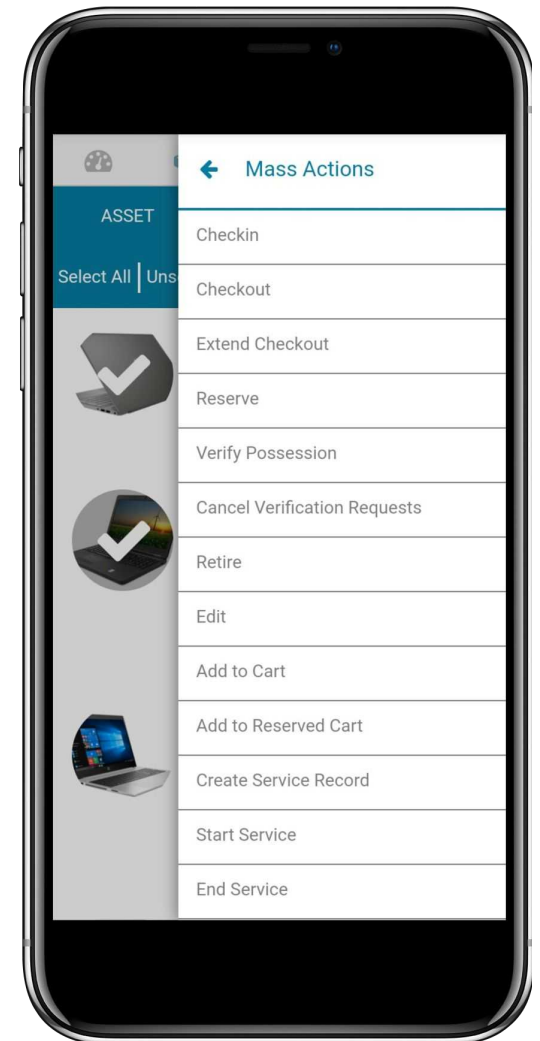 Mass Actions
ASSET
Select All
Checkin
Checkout
Extend Checkout
Reserve
Verify Possession
Cancel Verification Requests
Retire
Edit
Add to Cart
Add to Reserved Cart
Create Service Record
Start Service
End Service